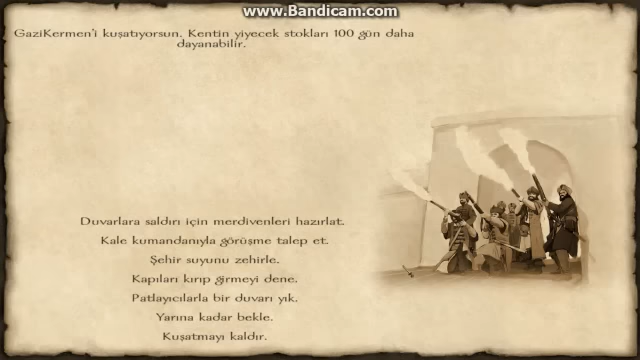 www.Bandicam.com
GaziKermen'i kuşatıyorsun. Kentin yiyecek stokları 100 gün daha
dayanabilir.
Duvarlara saldırı için merdivenleri hazırlat.
Kale kumandanıyla görüşme talep et.
Şehir suyunu zehirle.
Kapıları kırıp girmeyi dene.
Patlayıcılarla bir duvarı yık.
Yarına kadar bekle.
Kuşatmayı kaldır.